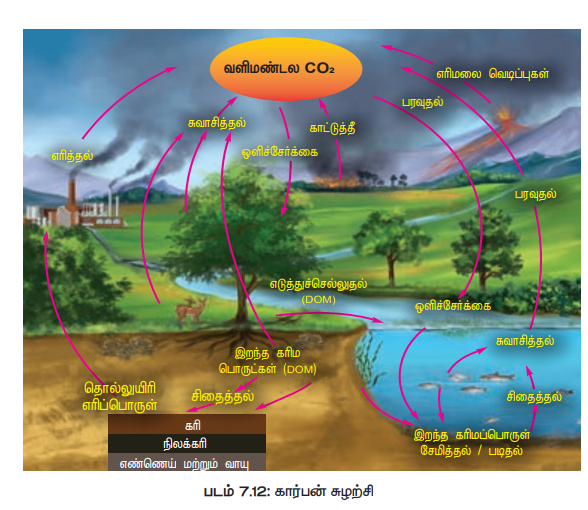 வளிமண்டல CO₂
எரிமலை வெடிப்புகள்
பரவுதல்
சுவாசித்தல்
காட்டுத்தீ
எரித்தல்
ஒளிச்சேர்க்கை
பரவுதல்
எடுத்துச்செல்லுதல்
(DOM)
ஒளிச்சேர்க்கை
சுவாசித்தல்
இறந்த கரிம
பொருட்கள் (DOM)
தொல்லுயிரி
எரிப்பொருள்
சிதைத்தல்
சிதைத்தல்
கரி
நிலக்கரி
எண்ணெய் மற்றும் வாயு
இறந்த கரிமப்பொருள்
சேமித்தல் / படிதல்
படம் 7.12: கார்பன் சுழற்சி